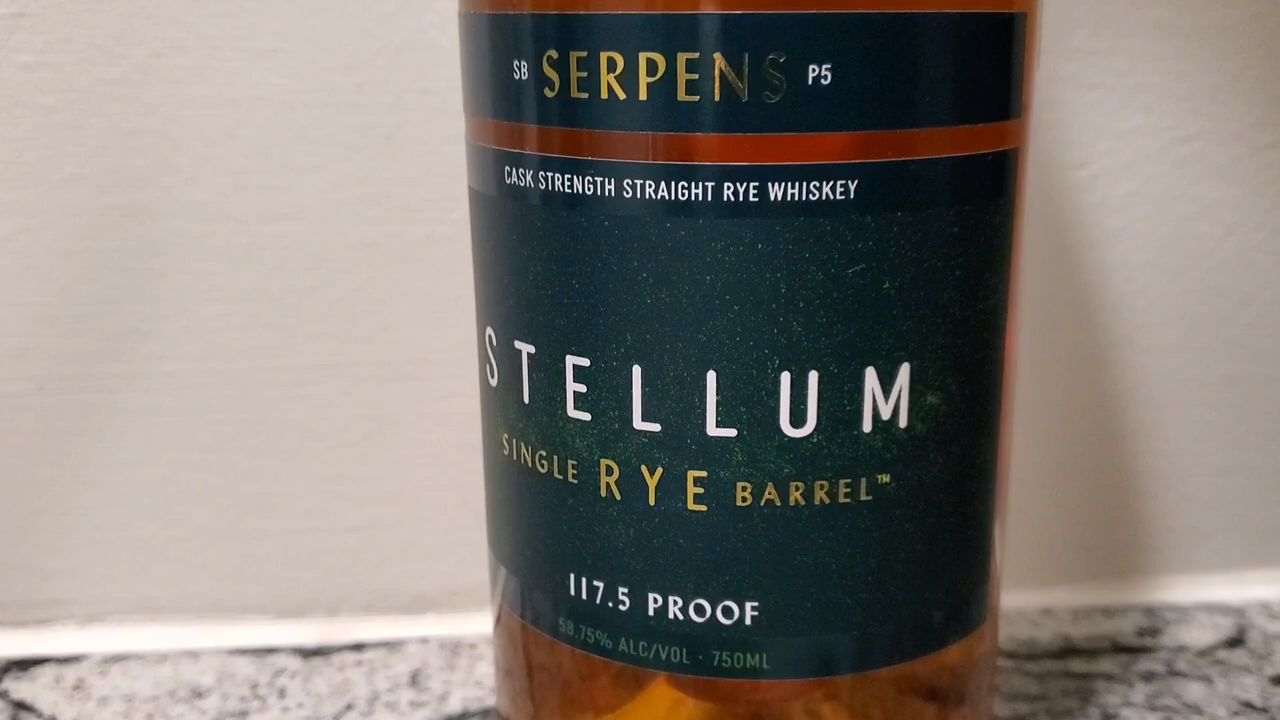 SB SERPENS P5
CASK STRENGTH STRAIGHT RYE WHISKEY
STELLUM
SINGLE RYE BARREL™
117.5 PROOF
58.75% ALC/VOL · 750ML